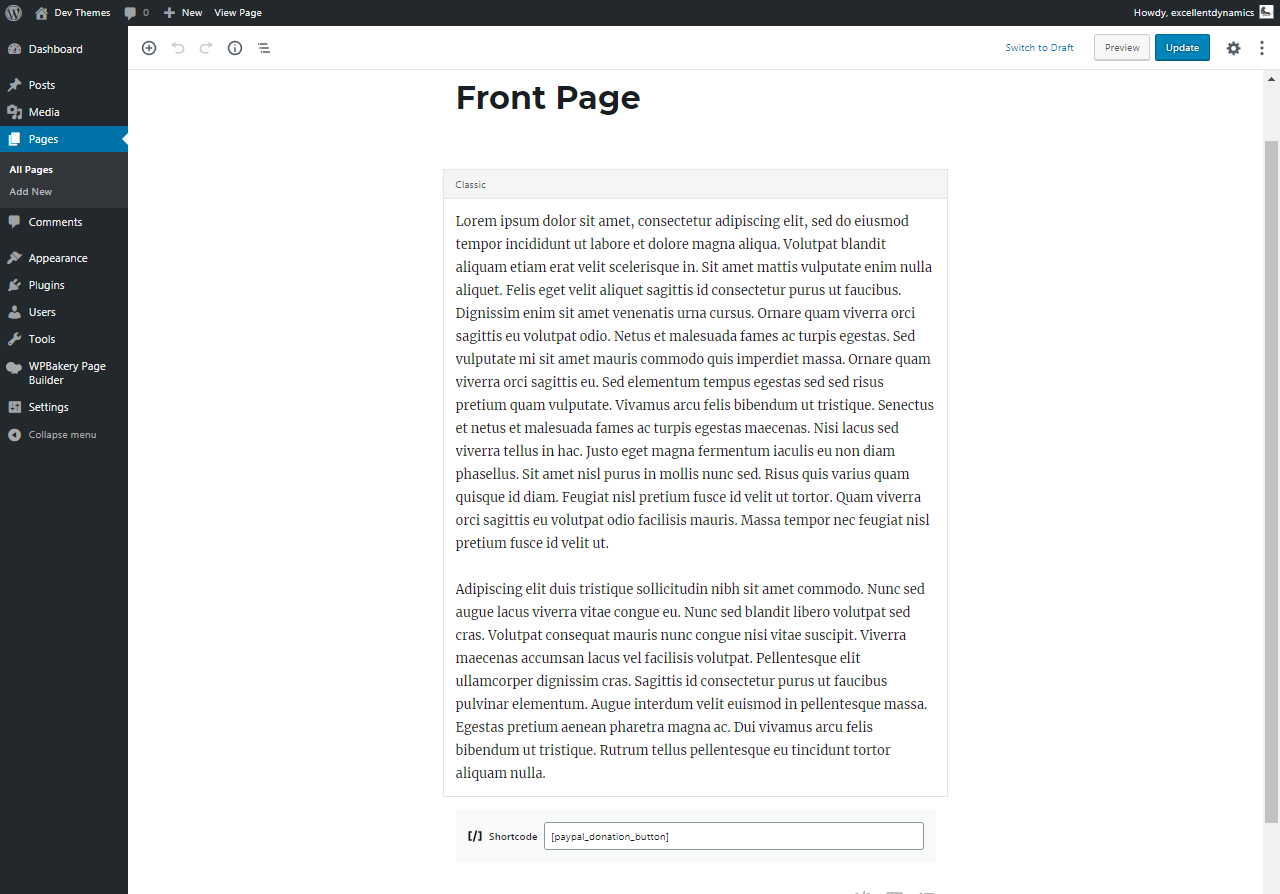 Dev Themes 0 New View Page Howdy, excellentdynamics
Dashboard
Posts
Media
Pages
All Pages
Add New
Comments
Appearance
Plugins
Users
Tools
WPBakery Page
Builder
Settings
Collapse menu
Switch to Draft Preview Update
Front Page
Classic
Lorem ipsum dolor sit amet, consectetur adipiscing elit, sed do eiusmod
tempor incididunt ut labore et dolore magna aliqua. Volutpat blandit
aliquam etiam erat velit scelerisque in. Sit amet mattis vulputate enim nulla
aliquet. Felis eget velit aliquet sagittis id consectetur purus ut faucibus.
Dignissim enim sit amet venenatis urna cursus. Ornare quam viverra orci
sagittis eu volutpat odio. Netus et malesuada fames ac turpis egestas. Sed
vulputate mi sit amet mauris commodo quis imperdiet massa. Ornare quam
viverra orci sagittis eu. Sed elementum tempus egestas sed sed risus
pretium quam vulputate. Vivamus arcu felis bibendum ut tristique. Senectus
et netus et malesuada fames ac turpis egestas maecenas. Nisi lacus sed
viverra tellus in hac. Justo eget magna fermentum iaculis eu non diam
phasellus. Sit amet nisl purus in mollis nunc sed. Risus quis varius quam
quisque id diam. Feugiat nisl pretium fusce id velit ut tortor. Quam viverra
orci sagittis eu volutpat odio facilisis mauris. Massa tempor nec feugiat nisl
pretium fusce id velit ut.
Adipiscing elit duis tristique sollicitudin nibh sit amet commodo. Nunc sed
augue lacus viverra vitae congue eu. Nunc sed blandit libero volutpat sed
cras. Volutpat consequat mauris nunc congue nisi vitae suscipit. Viverra
maecenas accumsan lacus vel facilisis volutpat. Pellentesque elit
ullamcorper dignissim cras. Sagittis id consectetur purus ut faucibus
pulvinar elementum. Augue interdum velit euismod in pellentesque massa.
Egestas pretium aenean pharetra magna ac. Dui vivamus arcu felis
bibendum ut tristique. Rutrum tellus pellentesque eu tincidunt tortor
aliquam nulla.
[/] Shortcode [paypal_donation_button]